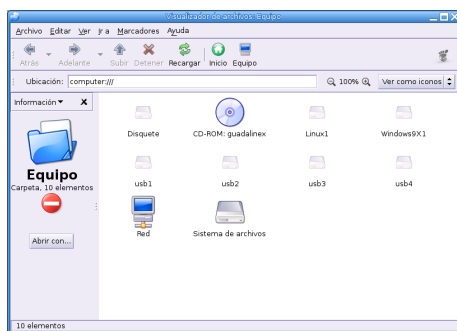 Visualizador de archivos: Equipo
Archivo Editar Ver Ir a Marcadores Ayuda
Atrás Adelante Subir Detener Recargar Inicio Equipo
Ubicación: computer:/// 100% Ver como iconos
Información
Disquete CD-ROM: guadalinex Linux1 Windows9X1
Equipo
Carpeta, 10 elementos
usb1 usb2 usb3 usb4
Abrir con...
Red Sistema de archivos
10 elementos